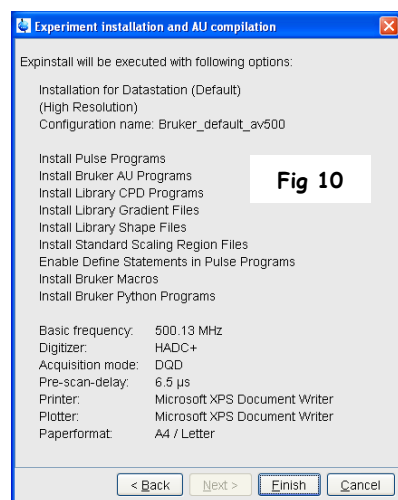 Experiment installation and AU compilation
Expinstall will be executed with following options:
Installation for Datastation (Default)
(High Resolution)
Configuration name: Bruker_default_av500
Install Pulse Programs
Install Bruker AU Programs
Install Library CPD Programs
Install Library Gradient Files
Install Library Shape Files
Install Standard Scaling Region Files
Enable Define Statements in Pulse Programs
Install Bruker Macros
Install Bruker Python Programs
Fig 10
Basic frequency: 500.13 MHz
Digitizer: HADC+
Acquisition mode: DQD
Pre-scan-delay: 6.5 µs
Printer: Microsoft XPS Document Writer
Plotter: Microsoft XPS Document Writer
Paperformat: A4 / Letter
< Back Next > Finish Cancel